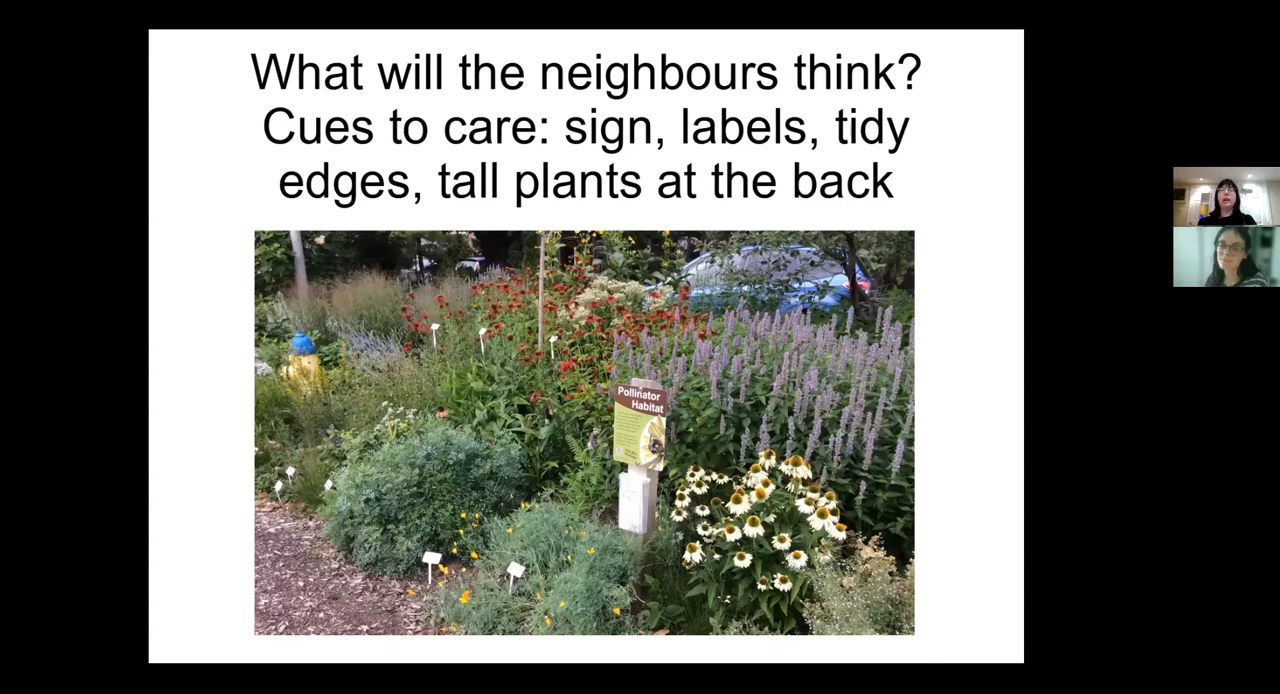 What will the neighbours think?
Cues to care: sign, labels, tidy
edges, tall plants at the back
Pollinator
Habitat